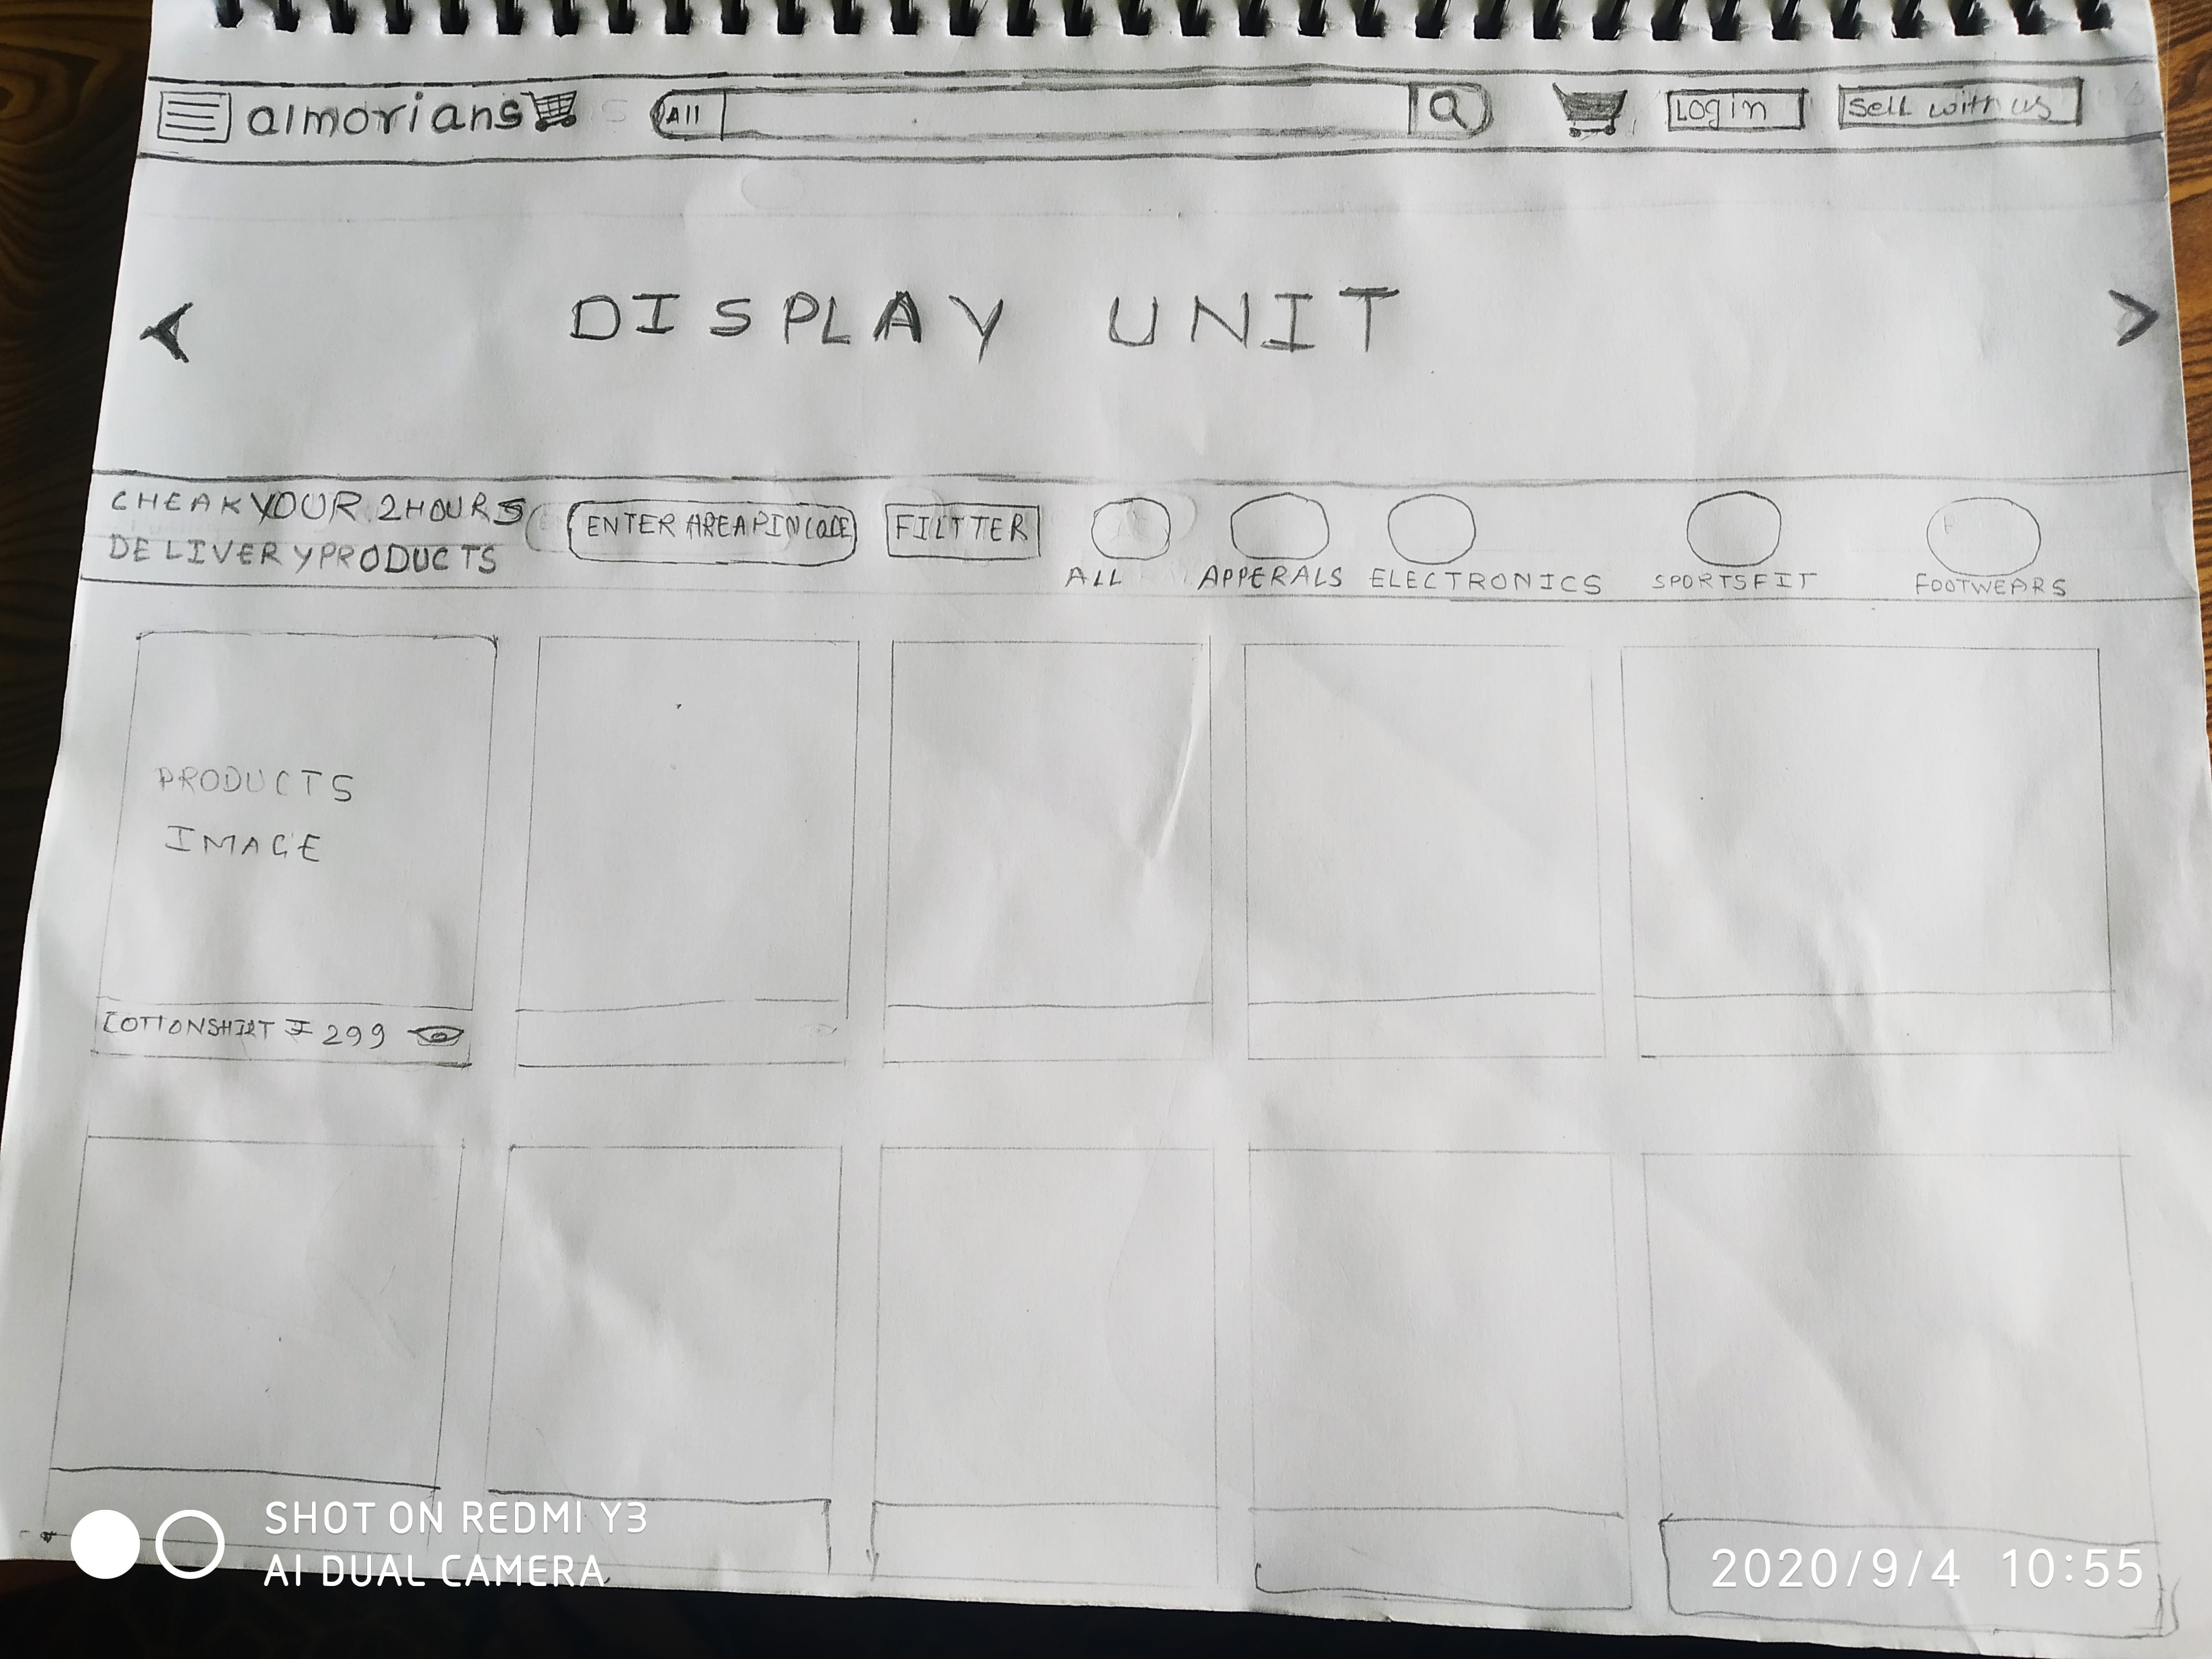 almorians
All
Login
Sell with us
DISPLAY UNIT
CHEAK YOUR 2 HOURS
DELIVERY PRODUCTS
ENTER AREA PIN CODE
FILTTER
ALL
APPERALS
ELECTRONICS
SPORTSFIT
FOOTWEARS
PRODUCTS
IMAGE
COTTONSHIRT ₹ 299
SHOT ON REDMI Y3
AI DUAL CAMERA
2020/9/4 10:55